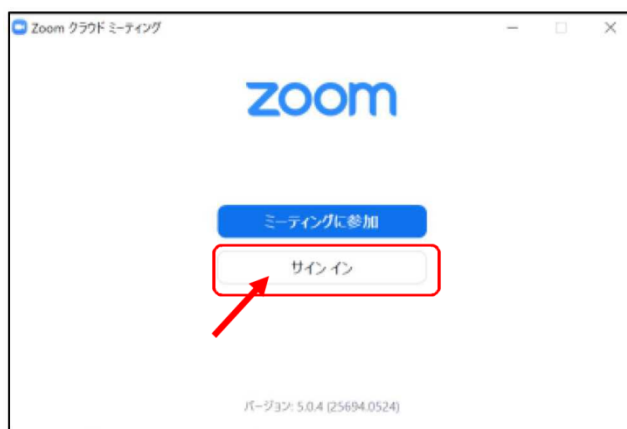 Zoom クラウド ミーティング
zoom
ミーティングに参加
サイン イン
バージョン: 5.0.4 (25694.0524)